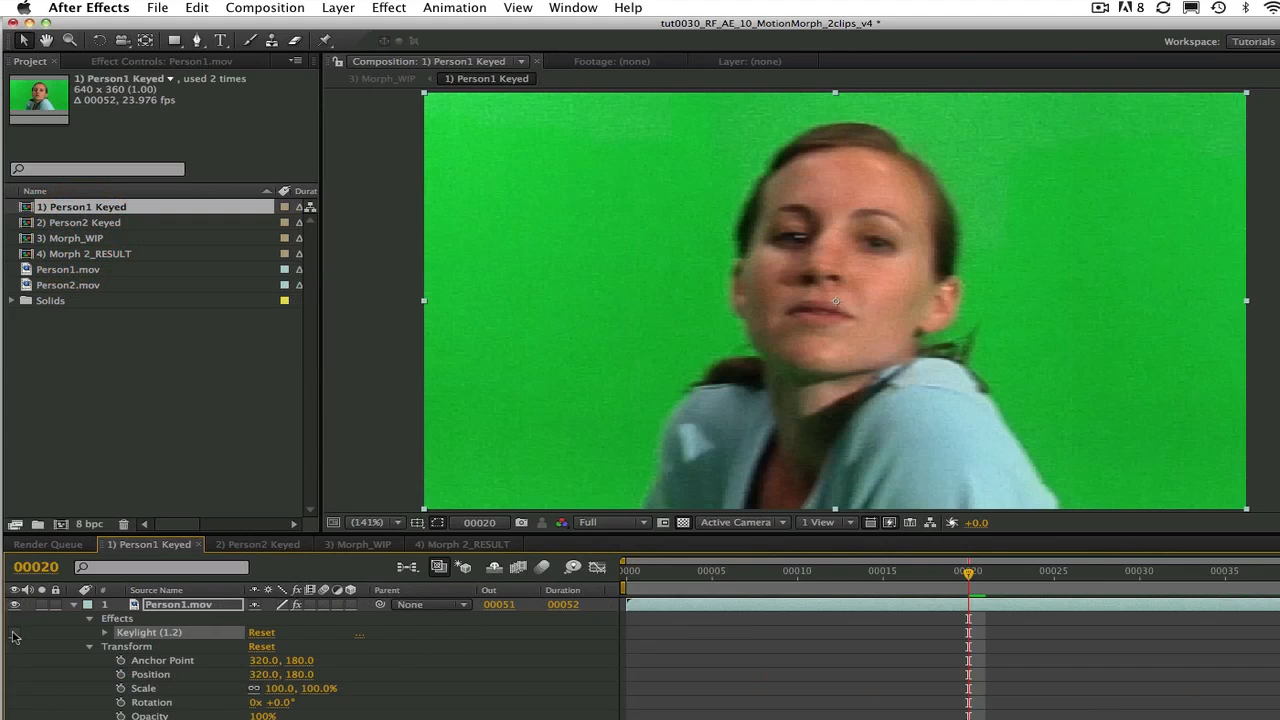 After Effects File Edit Composition Layer Effect Animation View Window Help 8
tut0030_RF_AE_10_MotionMorph_2clips_v4 *
Workspace: Tutorials
Project Effect Controls: Person1.mov Composition: 1) Person1 Keyed Footage: (none) Layer: (none)
1) Person1 Keyed , used 2 times
640 x 360 (1.00)
Δ 00052, 23.976 fps
3) Morph_WIP 1) Person1 Keyed
Name Durat
1) Person1 Keyed
2) Person2 Keyed
3) Morph_WIP
4) Morph 2_RESULT
Person1.mov
Person2.mov
Solids
8 bpc (141%) 00020 Full Active Camera 1 View +0.0
Render Queue 1) Person1 Keyed 2) Person2 Keyed 3) Morph_WIP 4) Morph 2_RESULT
00020 0000 00005 00010 00015 00020 00025 00030 00035
# Source Name Parent Out Duration
1 Person1.mov None 00051 00052
Effects
Keylight (1.2) Reset ...
Transform Reset
Anchor Point 320.0, 180.0
Position 320.0, 180.0
Scale 100.0, 100.0%
Rotation 0x +0.0°
Opacity 100%